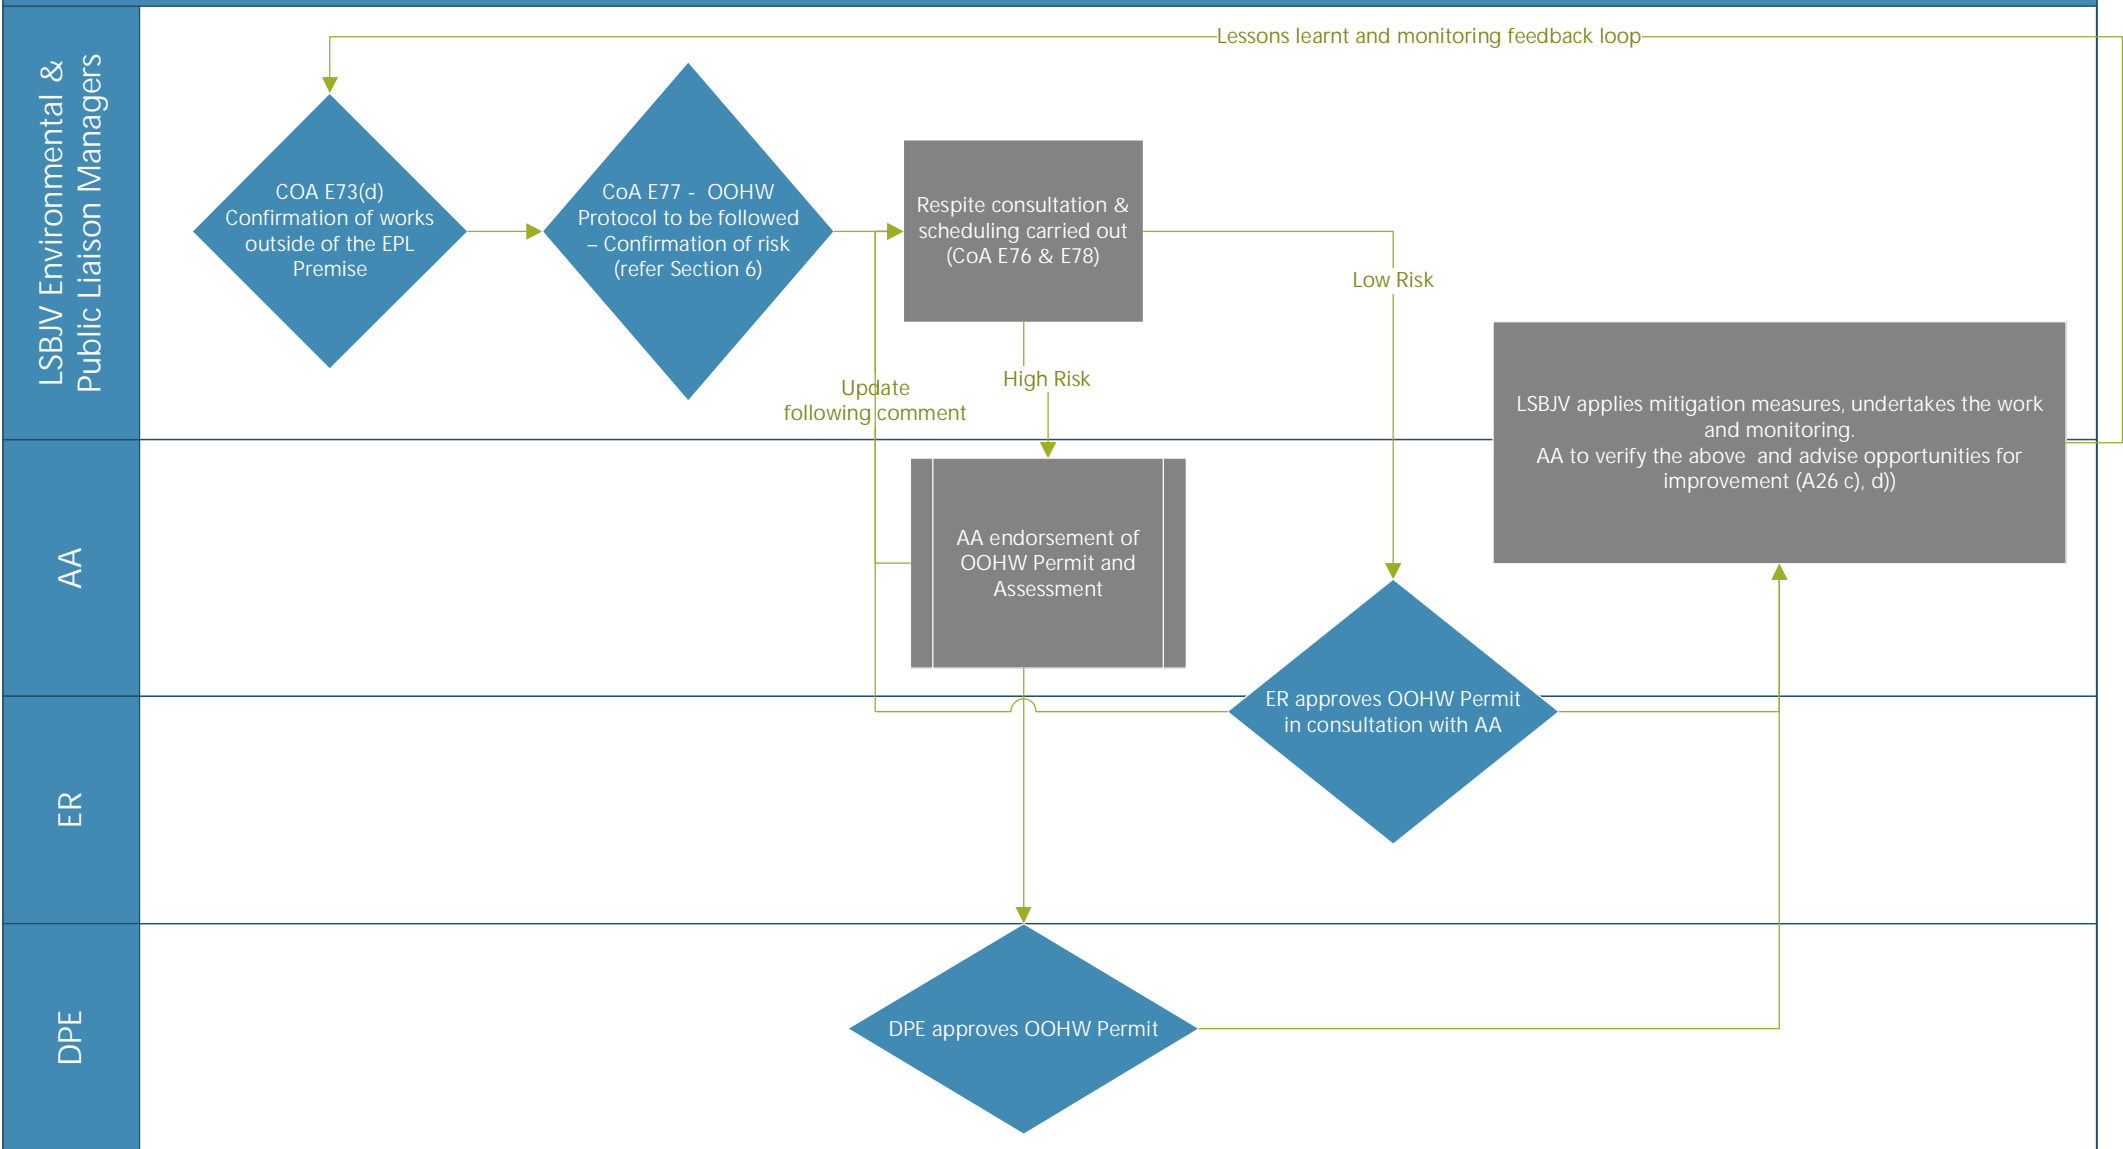 Lessons learnt and monitoring feedback loop
LSBJV Environmental &
Public Liaison Managers
COA E73(d)
Confirmation of works
outside of the EPL
Premise
CoA E77 - OOHW
Protocol to be followed
– Confirmation of risk
(refer Section 6)
Respite consultation &
scheduling carried out
(CoA E76 & E78)
Low Risk
High Risk
Update
following comment
LSBJV applies mitigation measures, undertakes the work
and monitoring.
AA to verify the above and advise opportunities for
improvement (A26 c), d))
AA
AA endorsement of
OOHW Permit and
Assessment
ER
ER approves OOHW Permit
in consultation with AA
DPE
DPE approves OOHW Permit